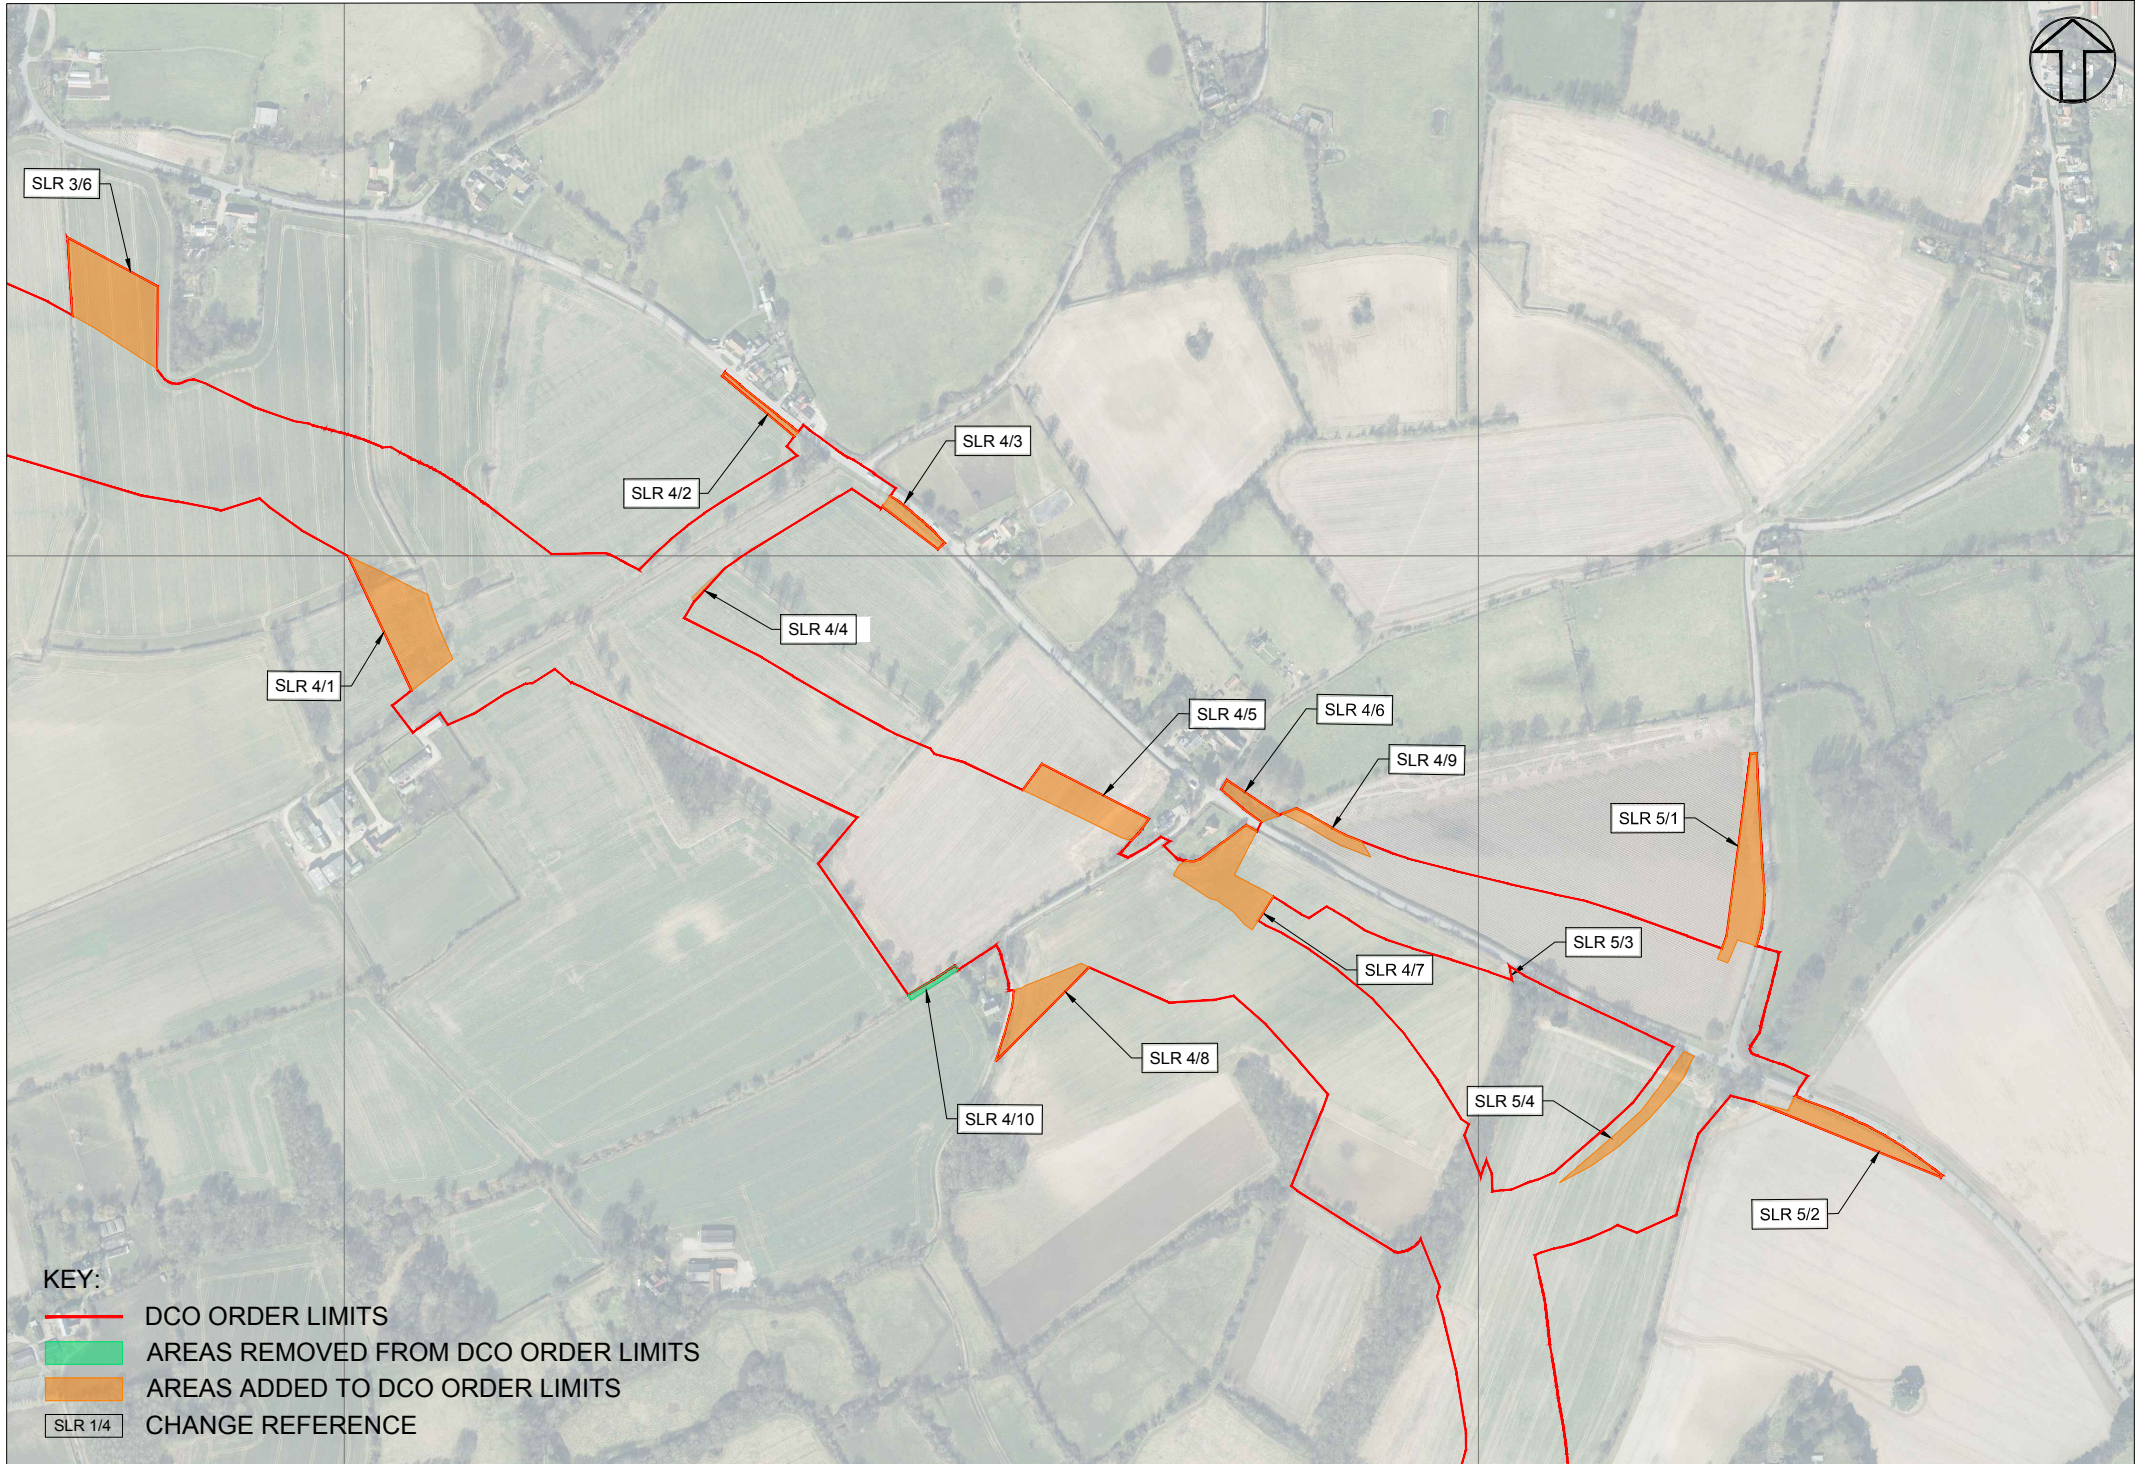 SLR 3/6
SLR 4/3
SLR 4/2
SLR 4/4
SLR 4/1
SLR 4/5
SLR 4/6
SLR 4/9
SLR 5/1
SLR 5/3
SLR 4/7
SLR 4/8
SLR 5/4
SLR 4/10
SLR 5/2
KEY:
DCO ORDER LIMITS
AREAS REMOVED FROM DCO ORDER LIMITS
AREAS ADDED TO DCO ORDER LIMITS
SLR 1/4 CHANGE REFERENCE